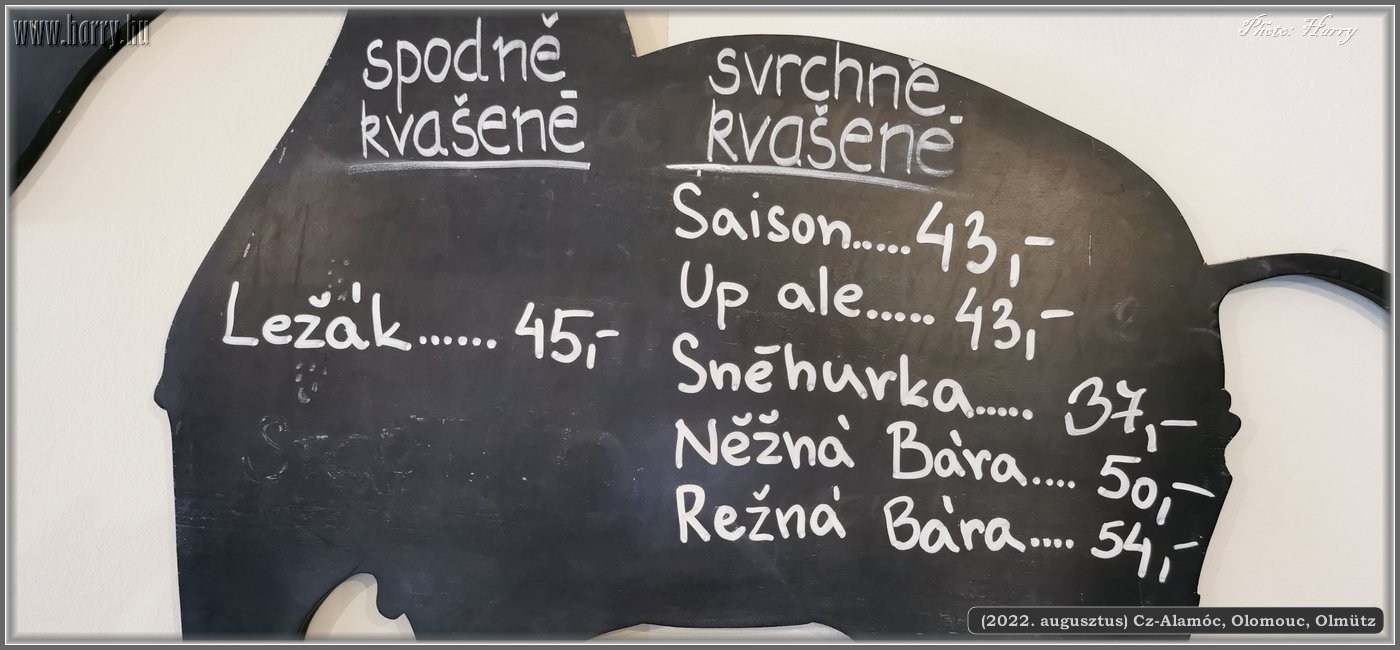 www.harry.hu
Photo: Harry
spodně
kvašené
Ležák...... 45,-
svrchně
kvašené
Saison..... 43,-
Up ale..... 43,-
Sněhurka..... 37,-
Něžná Bára.... 50,-
Režná Bára.... 54,-
(2022. augusztus) Cz-Alamóc, Olomouc, Olmütz